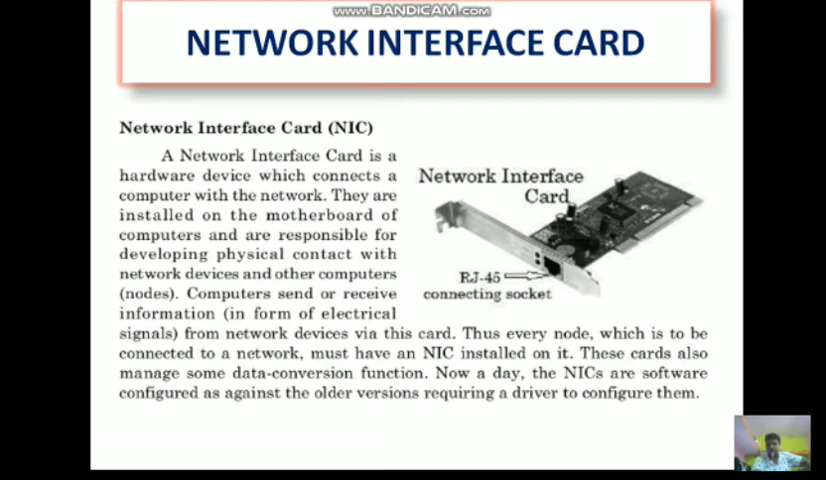 www.BANDICAM.com
NETWORK INTERFACE CARD
Network Interface Card (NIC)
A Network Interface Card is a
hardware device which connects a
computer with the network. They are
installed on the motherboard of
computers and are responsible for
developing physical contact with
network devices and other computers
(nodes). Computers send or receive
information (in form of electrical
signals) from network devices via this card. Thus every node, which is to be
connected to a network, must have an NIC installed on it. These cards also
manage some data-conversion function. Now a day, the NICs are software
configured as against the older versions requiring a driver to configure them.
Network Interface
Card
RJ-45
connecting socket